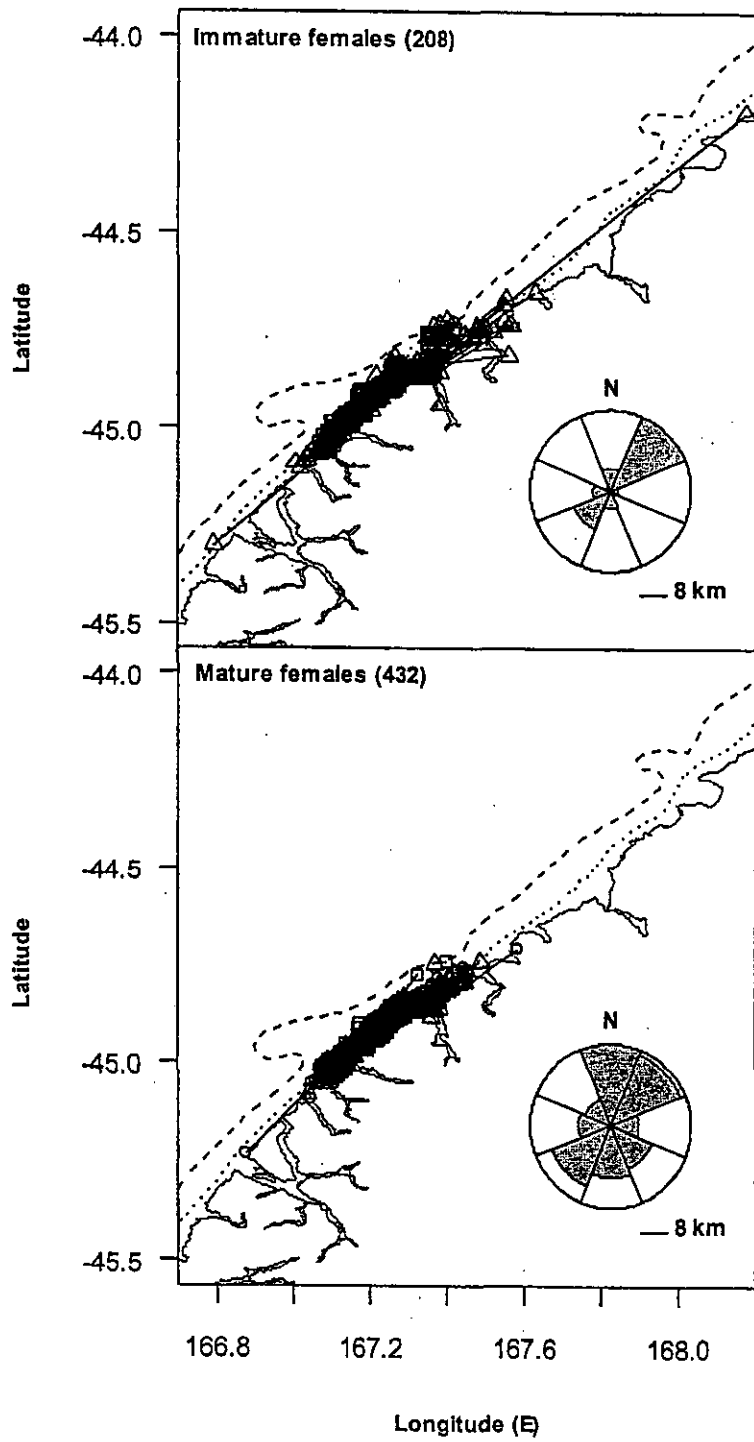 Immature females (208)
-44.0
-44.5
-45.0
-45.5
Latitude
N
8 km
Mature females (432)
-44.0
-44.5
-45.0
-45.5
Latitude
N
8 km
166.8 167.2 167.6 168.0
Longitude (E)